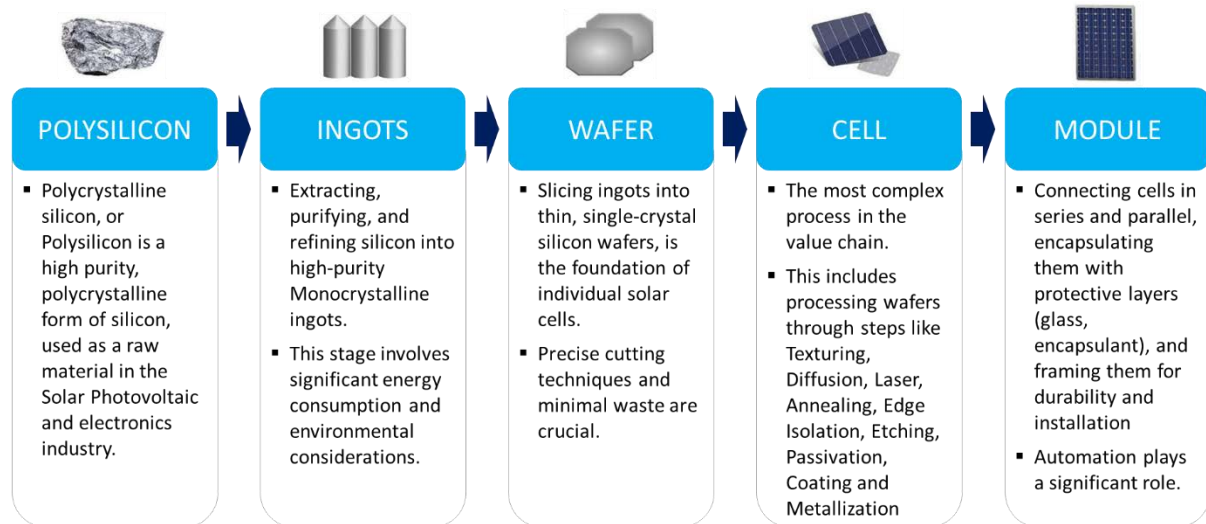 POLYSILICON
▪ Polycrystalline
silicon, or
Polysilicon is a
high purity,
polycrystalline
form of silicon,
used as a raw
material in the
Solar Photovoltaic
and electronics
industry.
INGOTS
▪ Extracting,
purifying, and
refining silicon into
high-purity
Monocrystalline
ingots.
▪ This stage involves
significant energy
consumption and
environmental
considerations.
WAFER
▪ Slicing ingots into
thin, single-crystal
silicon wafers, is
the foundation of
individual solar
cells.
▪ Precise cutting
techniques and
minimal waste are
crucial.
CELL
▪ The most complex
process in the
value chain.
▪ This includes
processing wafers
through steps like
Texturing,
Diffusion, Laser,
Annealing, Edge
Isolation, Etching,
Passivation,
Coating and
Metallization
MODULE
▪ Connecting cells in
series and parallel,
encapsulating
them with
protective layers
(glass,
encapsulant), and
framing them for
durability and
installation
▪ Automation plays
a significant role.